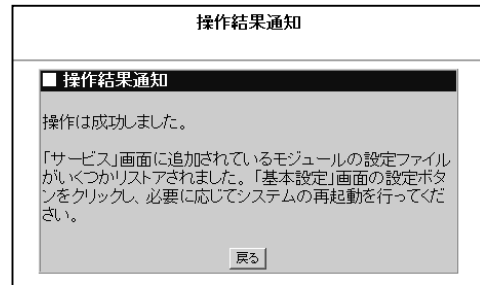 操作結果通知
■ 操作結果通知
操作は成功しました。
「サービス」画面に追加されているモジュールの設定ファイル
がいくつかリストアされました。「基本設定」画面の設定ボタ
ンをクリックし、必要に応じてシステムの再起動を行ってくだ
さい。
戻る